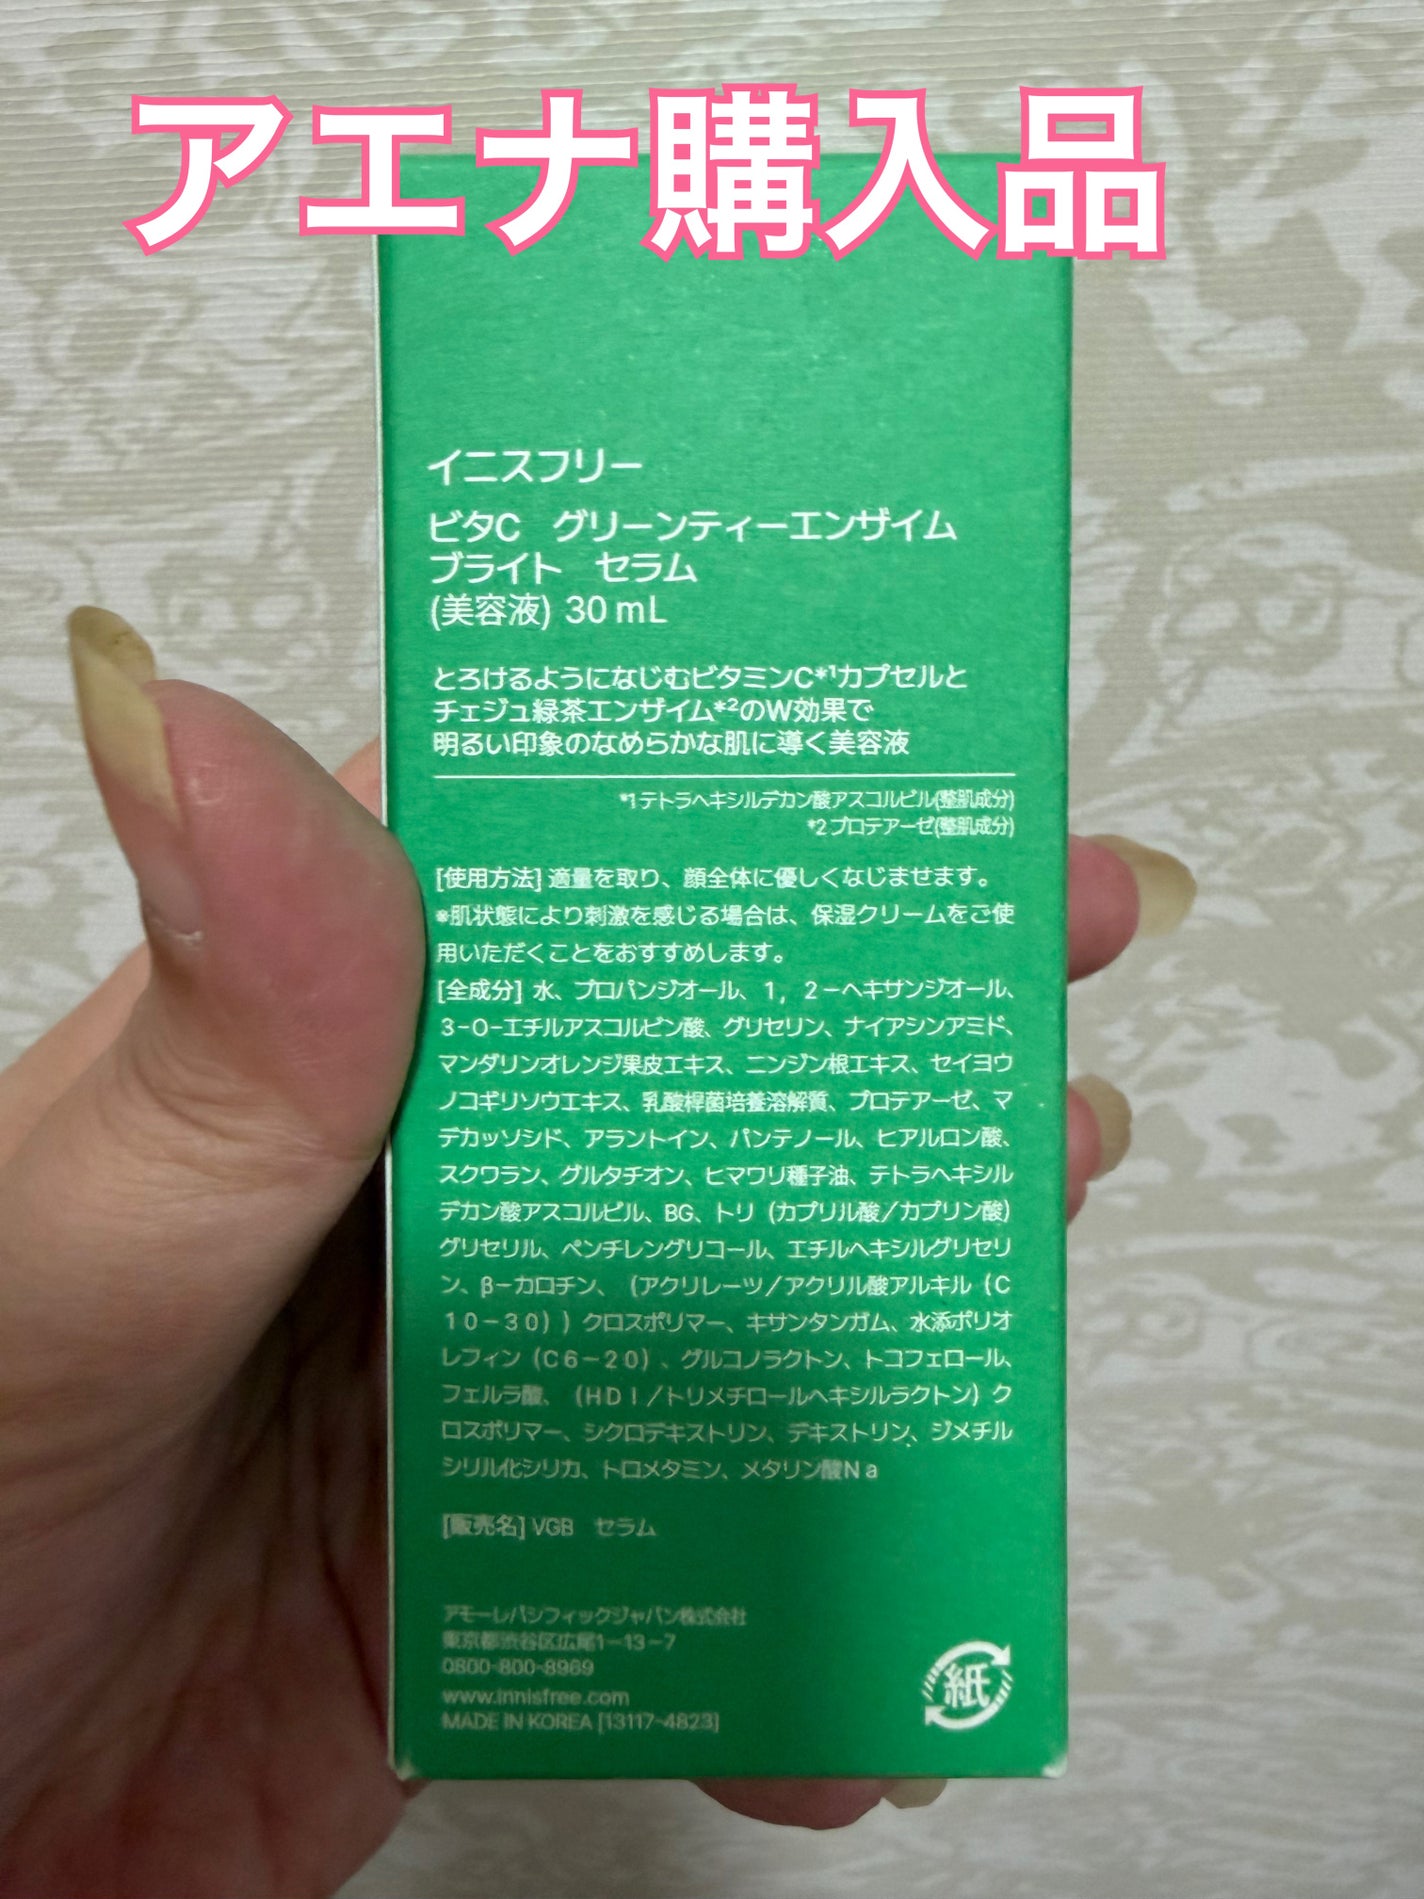 アエナ購入品
イニスフリー
ビタC　グリーンティーエンザイム
ブライト　セラム
(美容液) 30 mL
とろけるようになじむビタミンC*¹カプセルと
チェジュ緑茶エンザイム*²のW効果で
明るい印象のなめらかな肌に導く美容液
*1 テトラヘキシルデカン酸アスコルビル(整肌成分)
*2 プロテアーゼ(整肌成分)
[使用方法] 適量を取り、顔全体に優しくなじませます。
※肌状態により刺激を感じる場合は、保湿クリームをご使
用いただくことをおすすめします。
[全成分] 水、プロパンジオール、1，2－ヘキサンジオール、
3－O－エチルアスコルビン酸、グリセリン、ナイアシンアミド、
マンダリンオレンジ果皮エキス、ニンジン根エキス、セイヨウ
ノコギリソウエキス、乳酸桿菌培養溶解質、プロテアーゼ、マ
デカッソシド、アラントイン、パンテノール、ヒアルロン酸、
スクワラン、グルタチオン、ヒマワリ種子油、テトラヘキシル
デカン酸アスコルビル、BG、トリ（カプリル酸／カプリン酸）
グリセリル、ペンチレングリコール、エチルヘキシルグリセリ
ン、β－カロチン、（アクリレーツ／アクリル酸アルキル（C
10－30））クロスポリマー、キサンタンガム、水添ポリオ
レフィン（C6－20）、グルコノラクトン、トコフェロール、
フェルラ酸、（HDI／トリメチロールヘキシルラクトン）ク
ロスポリマー、シクロデキストリン、デキストリン、ジメチル
シリル化シリカ、トロメタミン、メタリン酸Na
[販売名] VGB　セラム
アモーレパシフィックジャパン株式会社
東京都渋谷区広尾1－13－7
0800-800-8969
www.innisfree.com
MADE IN KOREA [13117-4823]
紙